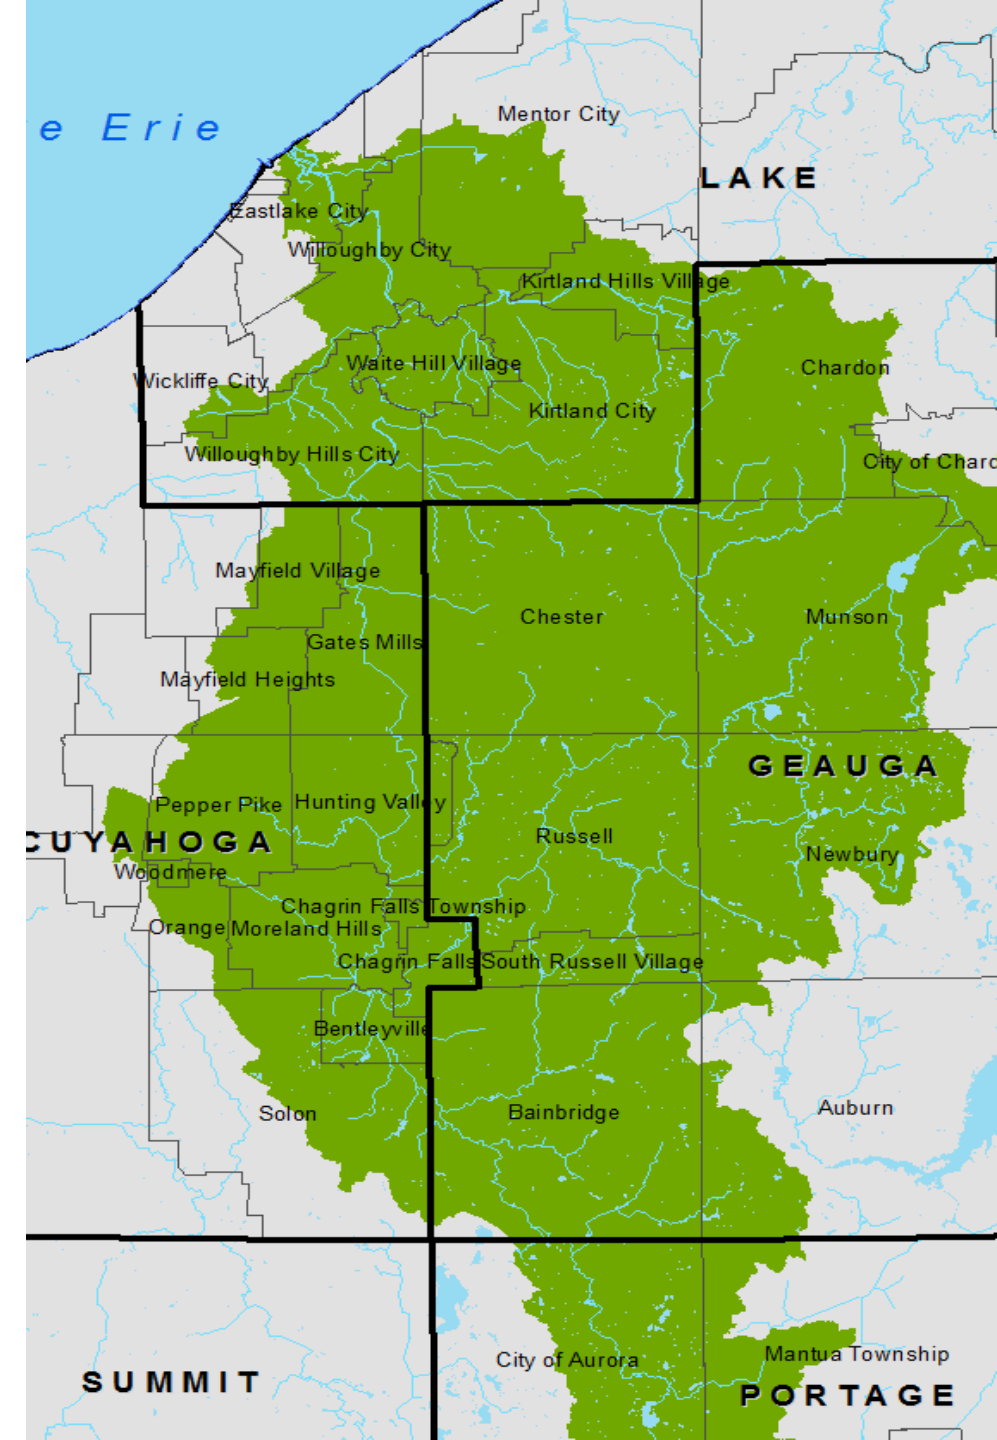 Mentor City
e Erie
LAKE
Eastlake City
Willoughby City
Kirtland Hills Village
Waite Hill Village
Chardon
Wickliffe City
Kirtland City
Willoughby Hills City
City of Chard
Mayfield Village
Chester
Munson
Gates Mills
Mayfield Heights
GEAUGA
Pepper Pike
Hunting Valley
Russell
CUYAHOGA
Newbury
Woodmere
Chagrin Falls Township
Orange
Moreland Hills
Chagrin Falls
South Russell Village
Bentleyville
Solon
Bainbridge
Auburn
City of Aurora
Mantua Township
SUMMIT
PORTAGE